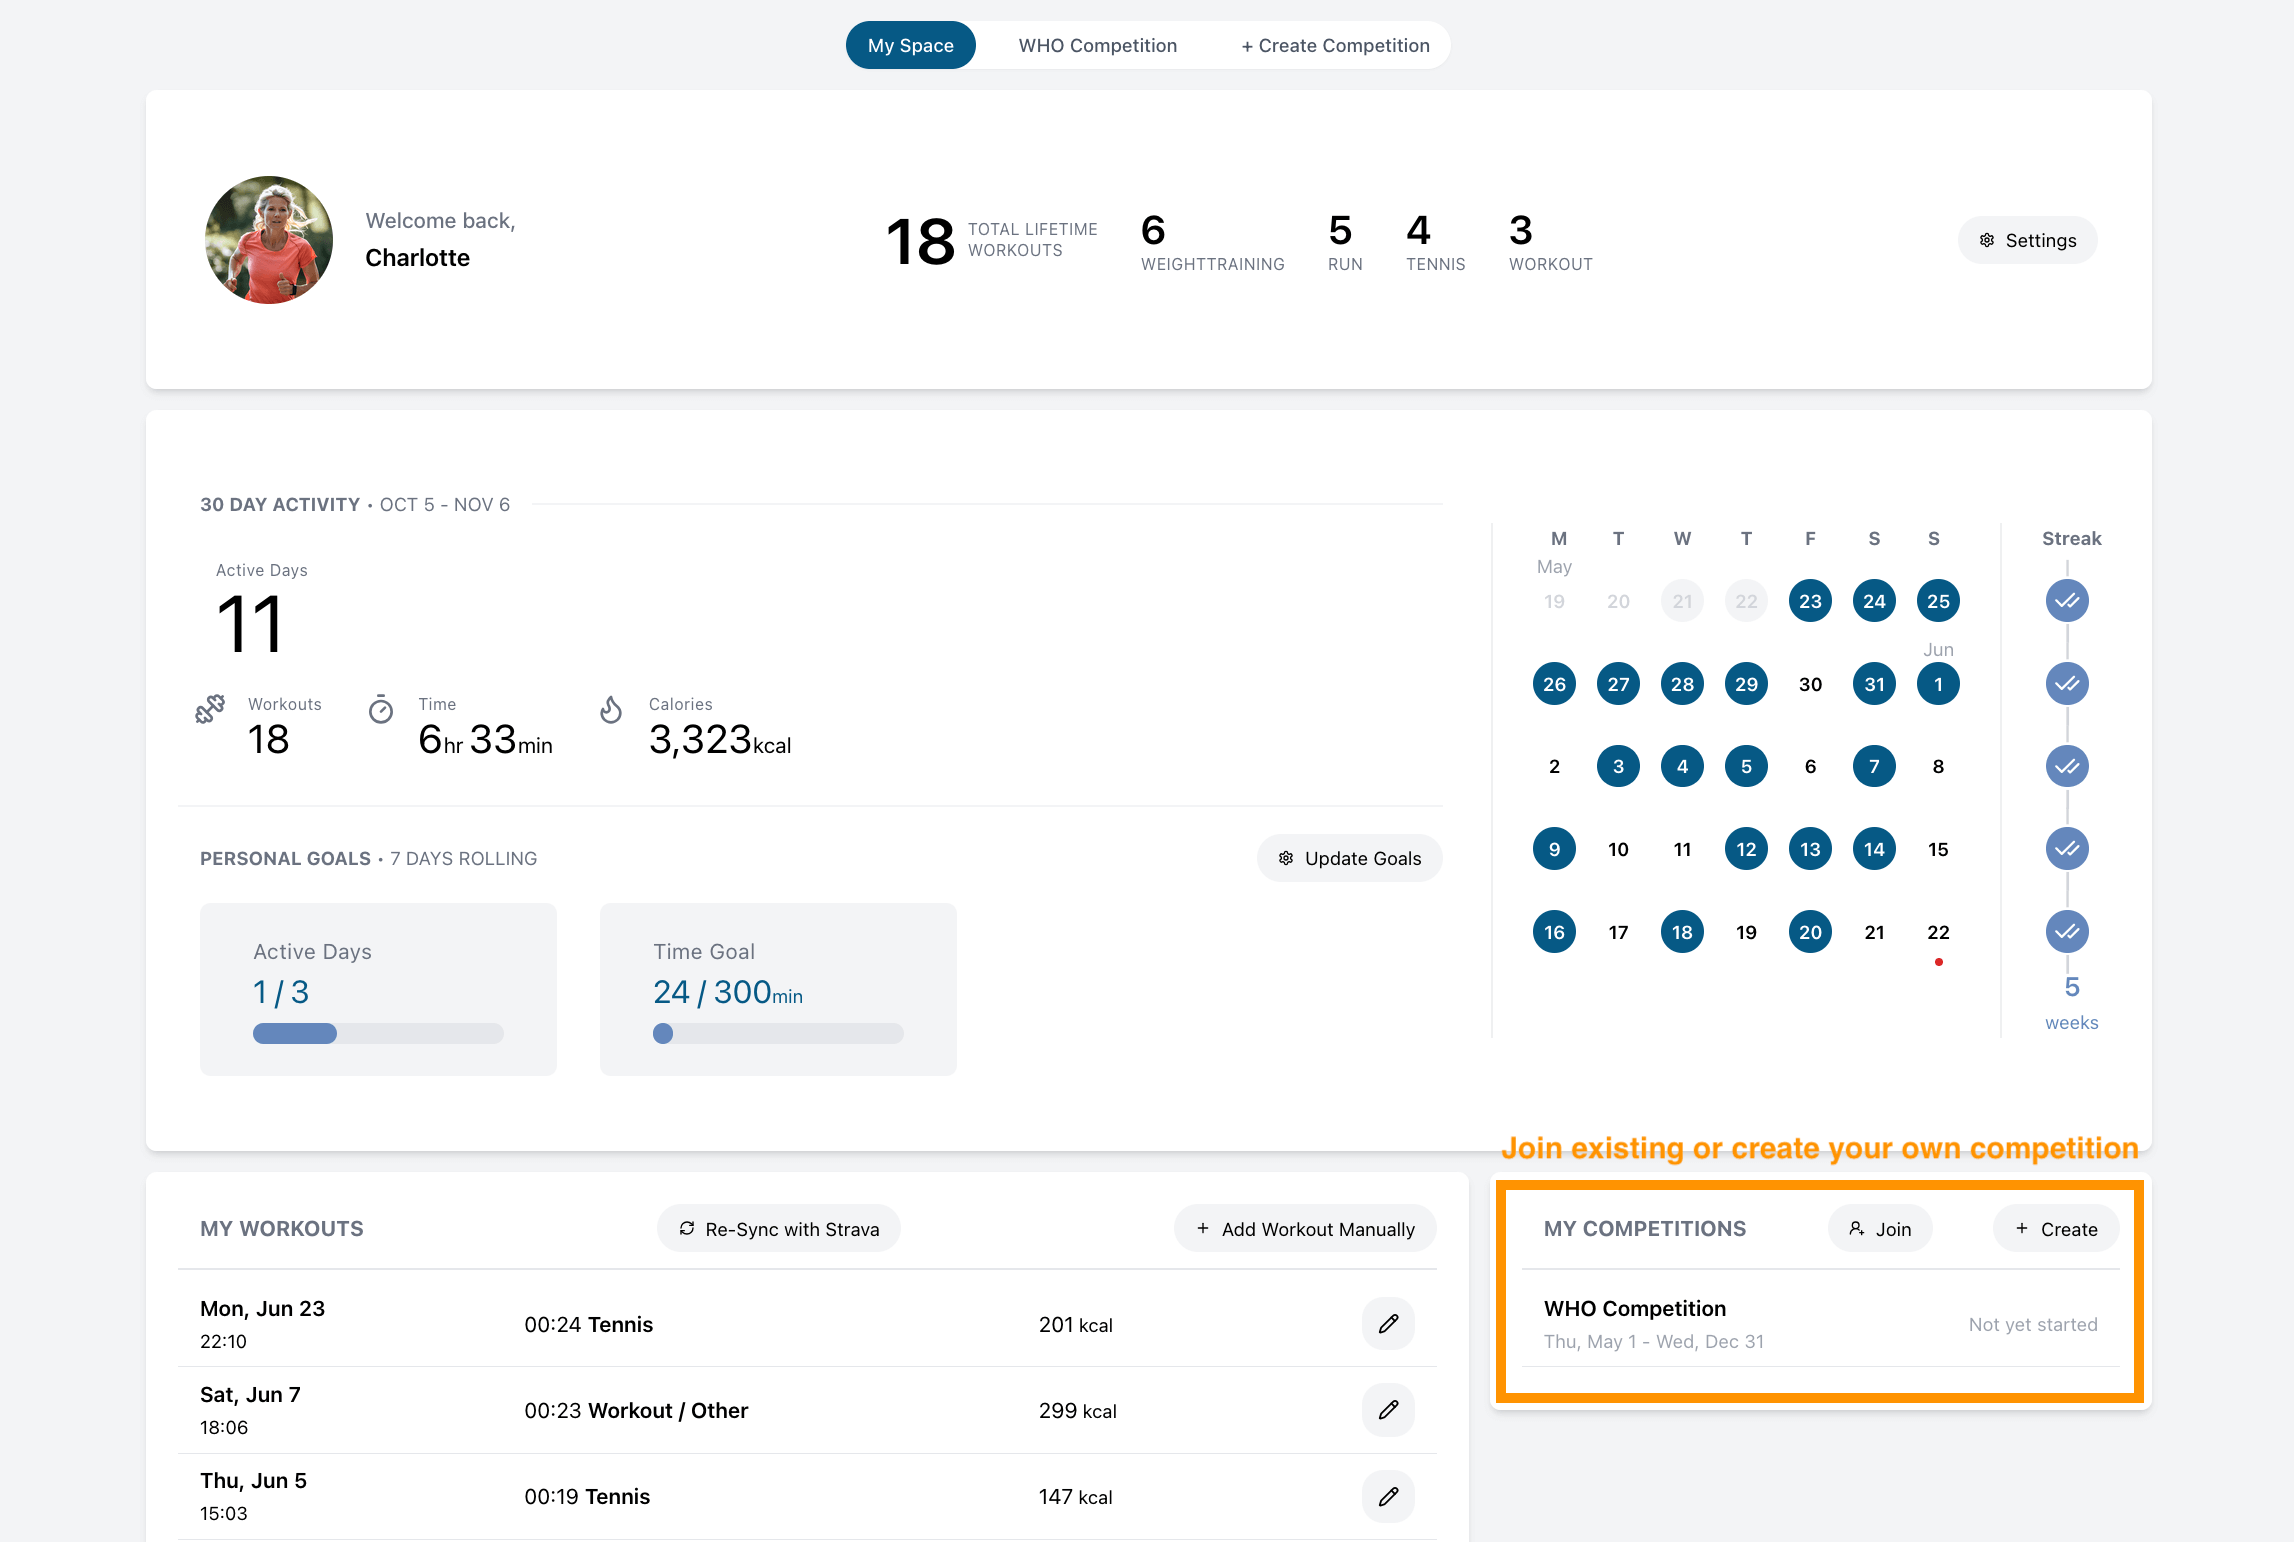 My Space
WHO Competition
+ Create Competition
Welcome back,
Charlotte
18 TOTAL LIFETIME WORKOUTS
6 WEIGHTTRAINING
5 RUN
4 TENNIS
3 WORKOUT
Settings
30 DAY ACTIVITY • OCT 5 - NOV 6
Active Days
11
Workouts
18
Time
6hr 33min
Calories
3,323kcal
PERSONAL GOALS • 7 DAYS ROLLING
Update Goals
Active Days
1 / 3
Time Goal
24 / 300min
M T W T F S S
May
19 20 21 22 23 24 25
Jun
26 27 28 29 30 31 1
2 3 4 5 6 7 8
9 10 11 12 13 14 15
16 17 18 19 20 21 22
Streak
5
weeks
Join existing or create your own competition
MY WORKOUTS
Re-Sync with Strava
+ Add Workout Manually
Mon, Jun 23
22:10
00:24 Tennis
201 kcal
Sat, Jun 7
18:06
00:23 Workout / Other
299 kcal
Thu, Jun 5
15:03
00:19 Tennis
147 kcal
MY COMPETITIONS
Join
+ Create
WHO Competition
Thu, May 1 - Wed, Dec 31
Not yet started